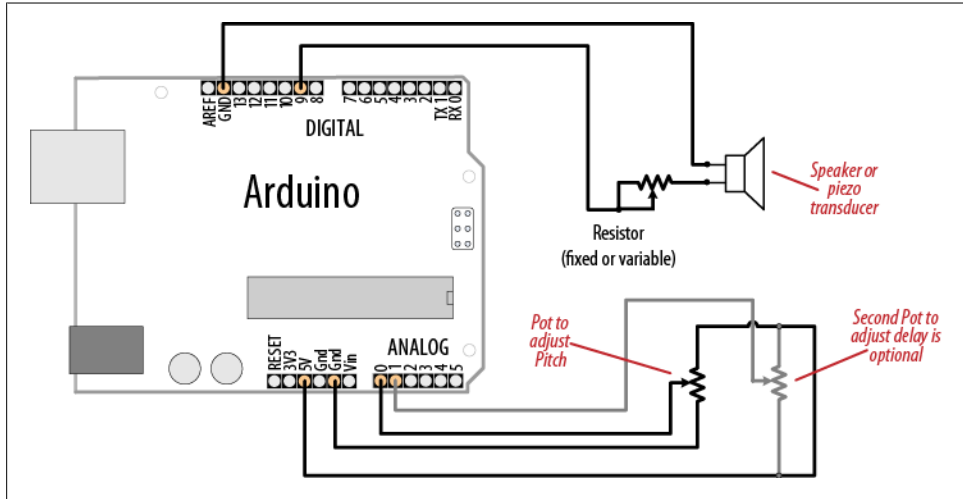 AREF
GND
13
12
11
10
9
8
7
6
5
4
3
2
TX 1
RX 0
DIGITAL
Arduino
Speaker or
piezo
transducer
Resistor
(fixed or variable)
Pot to
adjust
Pitch
Second Pot to
adjust delay is
optional
ANALOG
RESET
3V3
5V
Gnd
Gnd
Vin
0
1
2
3
4
5